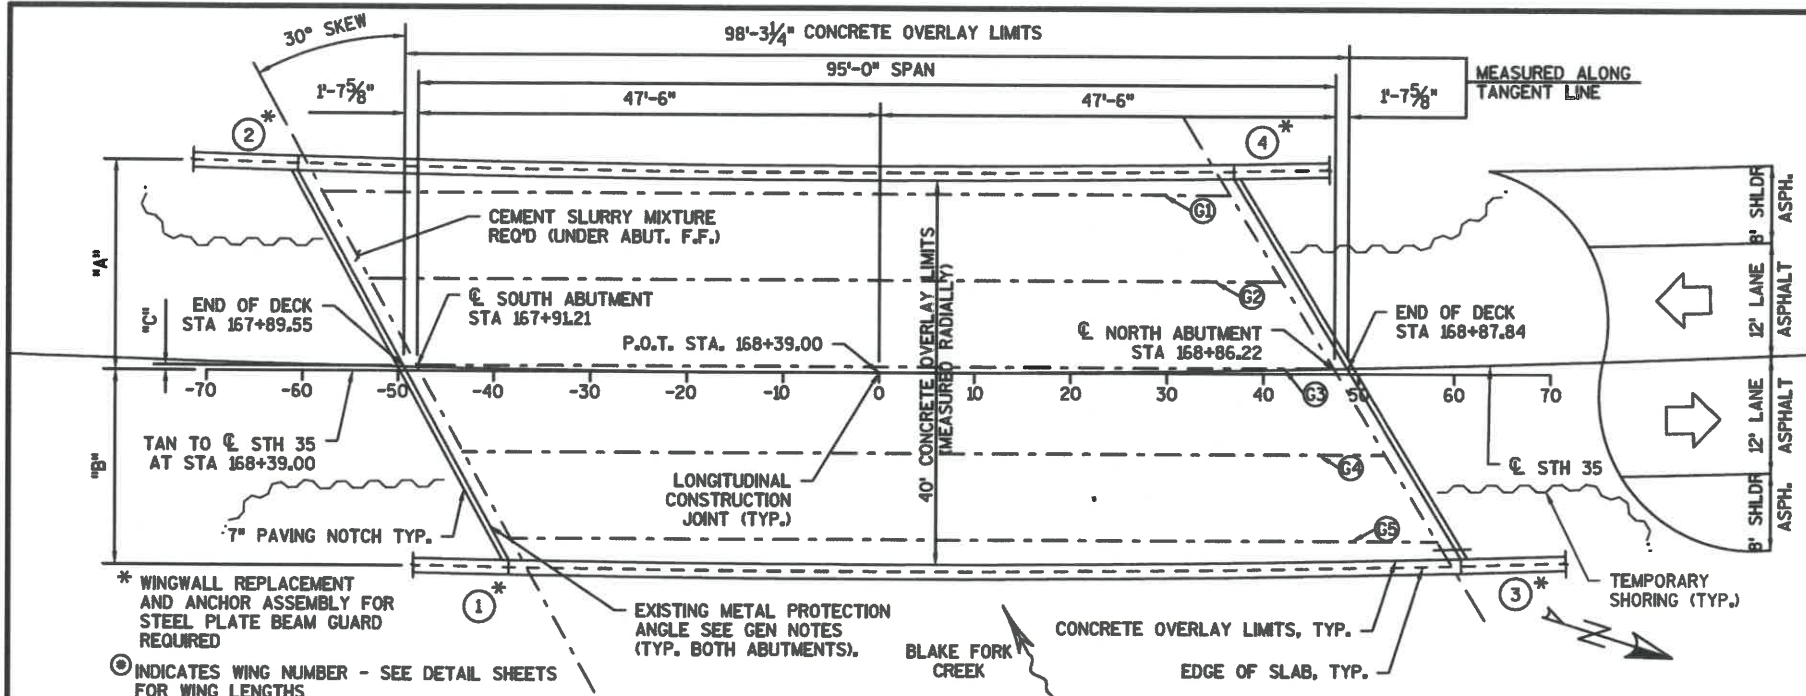 30° SKEW
98'-3¼" CONCRETE OVERLAY LIMITS
95'-0" SPAN
MEASURED ALONG
TANGENT LINE
1'-7⅝"
47'-6"
47'-6"
1'-7⅝"
2 *
4 *
"A"
"C"
"B"
CEMENT SLURRY MIXTURE
REQ'D (UNDER ABUT. F.F.)
G1
G2
G3
G4
G5
END OF DECK
STA 167+89.55
℄ SOUTH ABUTMENT
STA 167+91.21
P.O.T. STA. 168+39.00
40' CONCRETE OVERLAY LIMITS
(MEASURED RADIALLY)
℄ NORTH ABUTMENT
STA 168+86.22
END OF DECK
STA 168+87.84
8' SHLDR
ASPH.
12' LANE
ASPHALT
12' LANE
ASPHALT
8' SHLDR
ASPH.
-70 -60 -50 -40 -30 -20 -10 0 10 20 30 40 50 60 70
TAN TO ℄ STH 35
AT STA 168+39.00
LONGITUDINAL
CONSTRUCTION
JOINT (TYP.)
℄ STH 35
7" PAVING NOTCH TYP.
* WINGWALL REPLACEMENT
AND ANCHOR ASSEMBLY FOR
STEEL PLATE BEAM GUARD
REQUIRED
1 *
EXISTING METAL PROTECTION
ANGLE SEE GEN NOTES
(TYP. BOTH ABUTMENTS).
BLAKE FORK
CREEK
CONCRETE OVERLAY LIMITS, TYP.
EDGE OF SLAB, TYP.
3 *
TEMPORARY
SHORING (TYP.)
N
* INDICATES WING NUMBER - SEE DETAIL SHEETS
FOR WING LENGTHS